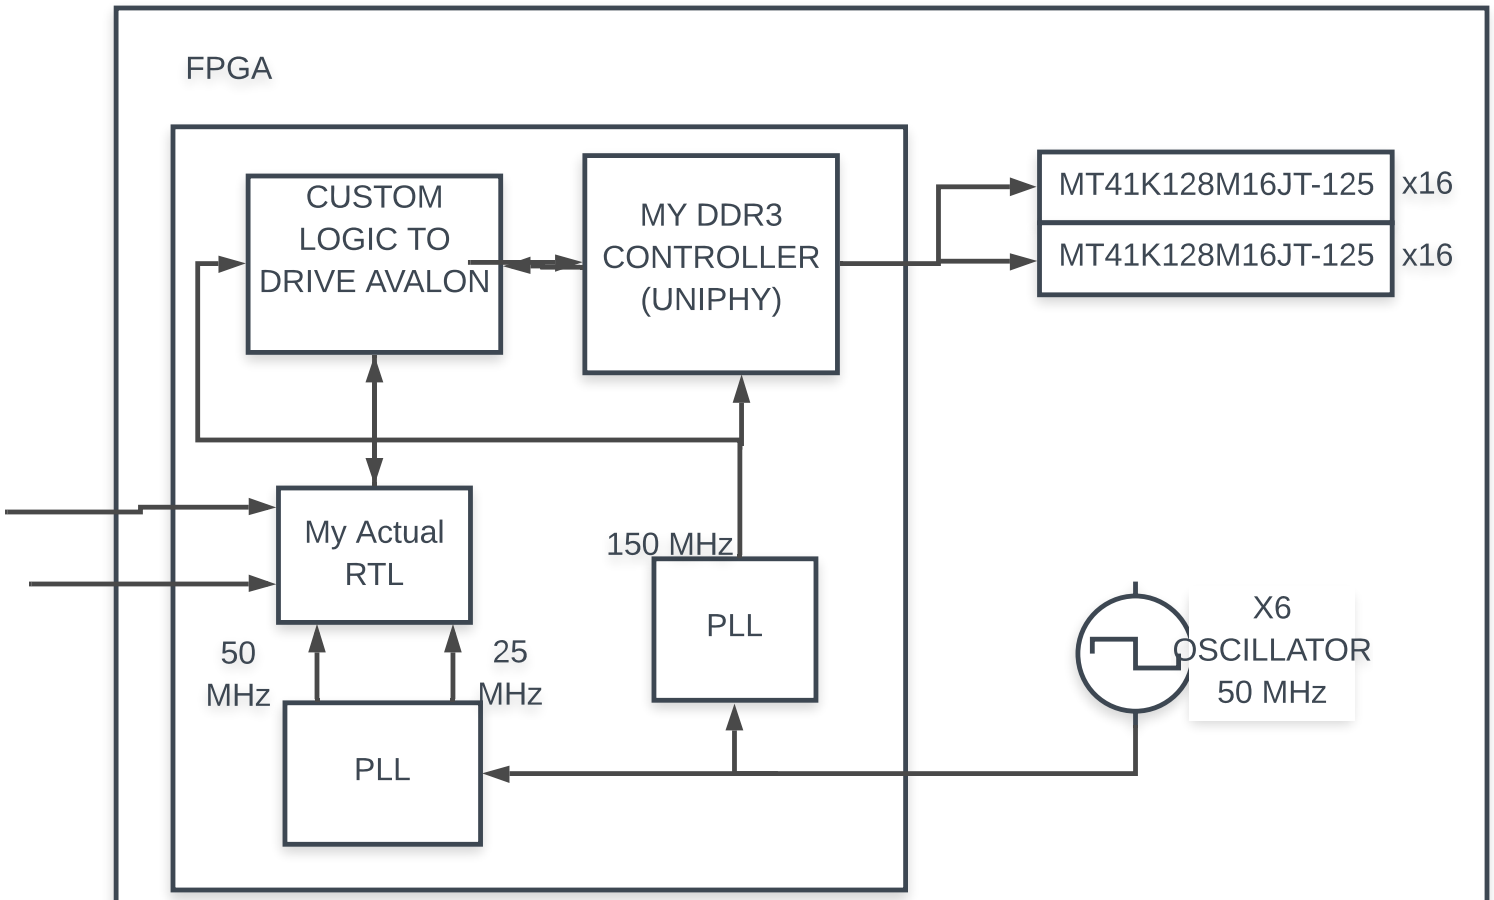 FPGA
CUSTOM
LOGIC TO
DRIVE AVALON
MY DDR3
CONTROLLER
(UNIPHY)
MT41K128M16JT-125
x16
MT41K128M16JT-125
x16
My Actual
RTL
150 MHz
PLL
50
MHz
25
MHz
PLL
X6
OSCILLATOR
50 MHz